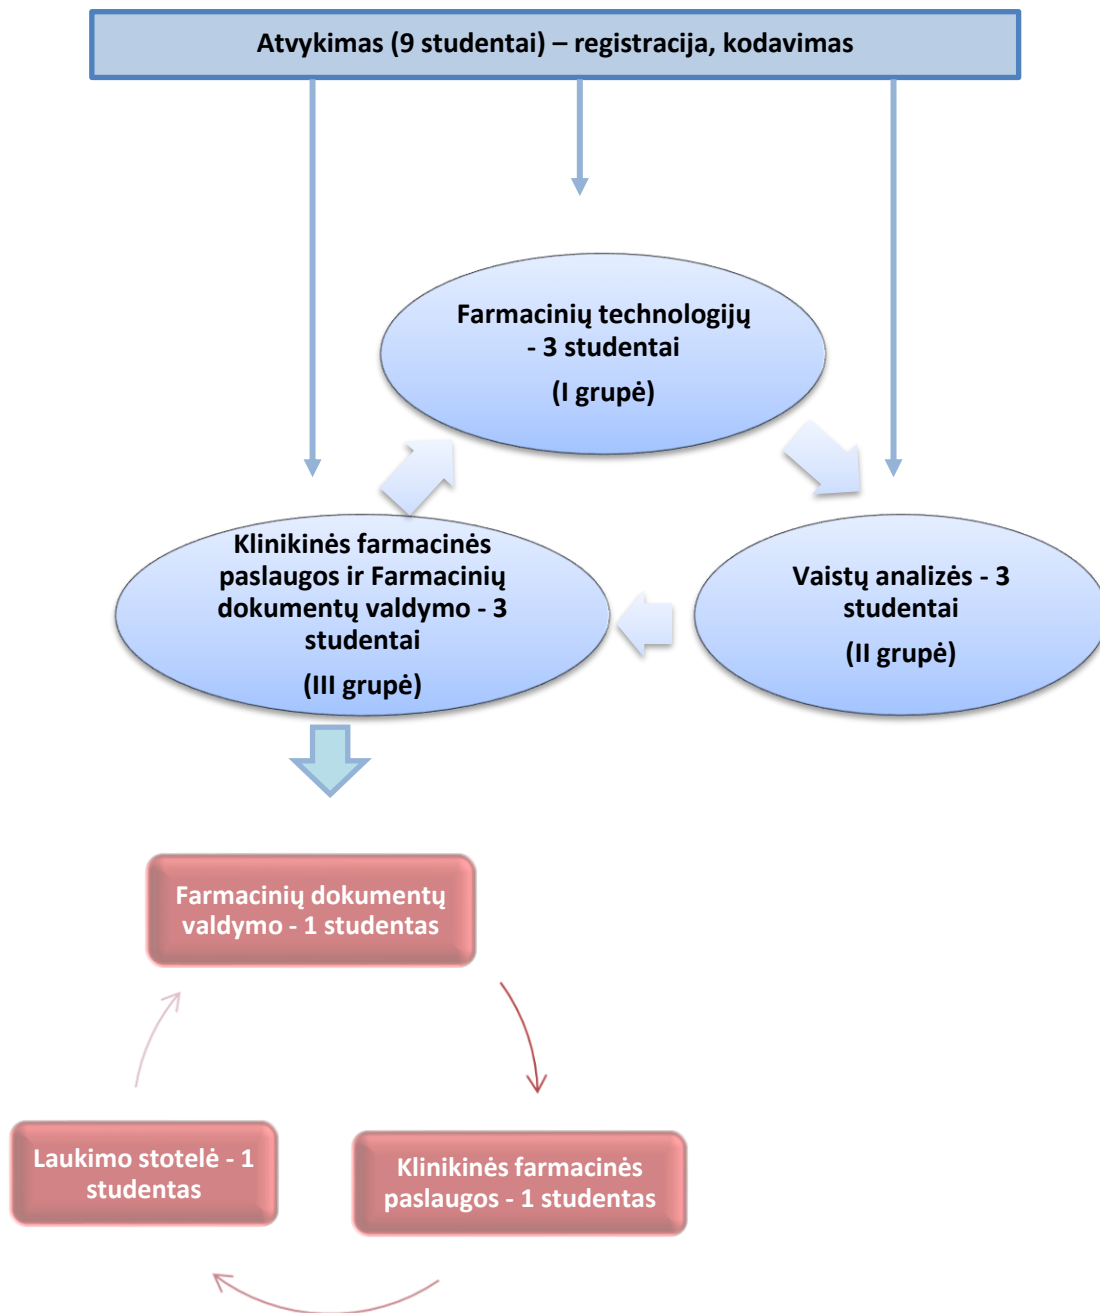 Atvykimas (9 studentai) – registracija, kodavimas
Farmacinių technologijų
- 3 studentai
(I grupė)
Klinikinės farmacinės
paslaugos ir Farmacinių
dokumentų valdymo - 3
studentai
(III grupė)
Vaistų analizės - 3
studentai
(II grupė)
Farmacinių dokumentų
valdymo - 1 studentas
Laukimo stotelė - 1
studentas
Klinikinės farmacinės
paslaugos - 1 studentas